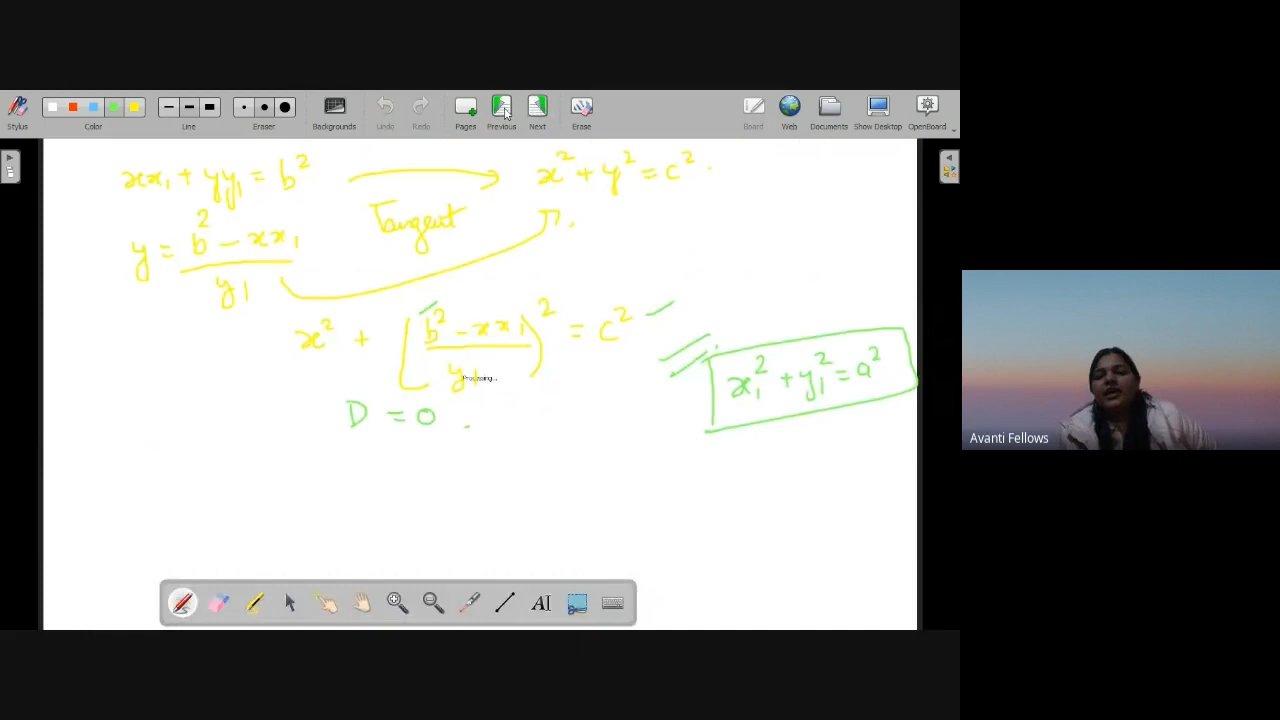 Stylus Color Line Eraser Backgrounds Undo Redo Pages Previous Next Erase Board Web Documents Show Desktop OpenBoard
xx₁ + yy₁ = b² → x² + y² = c².
Tangent
y = (b² - xx₁)/y₁
x² + [(b² - xx₁)/y₁]² = c²
Processing...
x₁² + y₁² = a²
D = 0.
Avanti Fellows
AI